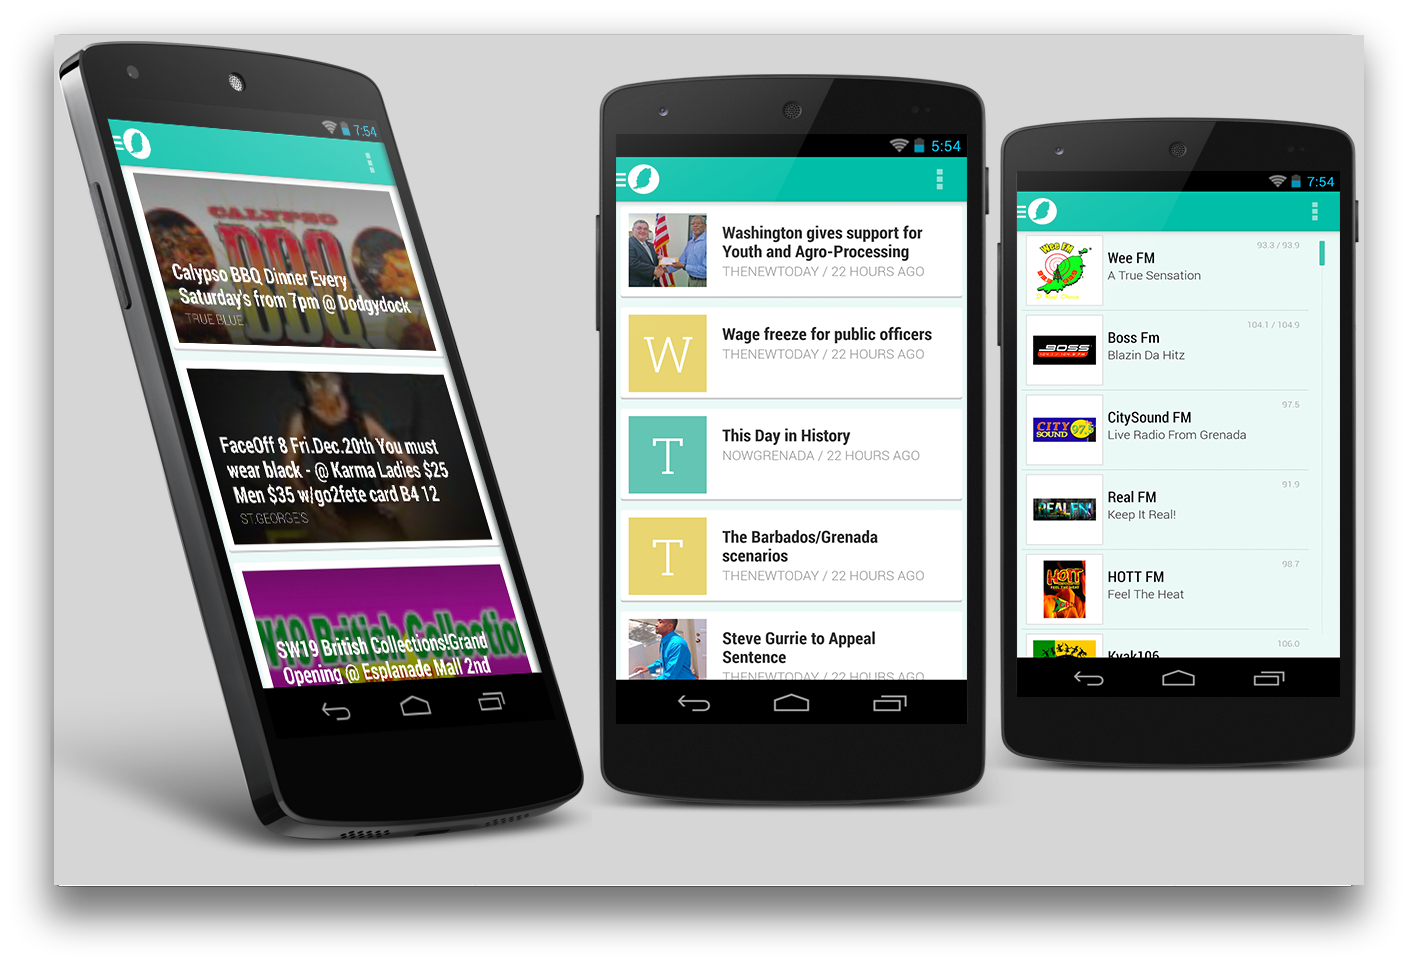 7:54
CALYPSO
BBQ
Calypso BBQ Dinner Every
Saturday's from 7pm @ Dodgydock
TRUE BLUE
FaceOff 8 Fri.Dec.20th You must
wear black - @ Karma Ladies $25
Men $35 w/go2fete card B4 12
ST.GEORGE'S
British Collection
SW19 British Collections!Grand
Opening @ Esplanade Mall 2nd
5:54
Washington gives support for
Youth and Agro-Processing
THENEWTODAY / 22 HOURS AGO
W
Wage freeze for public officers
THENEWTODAY / 22 HOURS AGO
T
This Day in History
NOWGRENADA / 22 HOURS AGO
T
The Barbados/Grenada
scenarios
THENEWTODAY / 22 HOURS AGO
Steve Gurrie to Appeal
Sentence
THENEWTODAY / 22 HOURS AGO
7:54
WEE FM
93.3 / 93.9
Wee FM
A True Sensation
BOSS
104.1 / 104.9
Boss Fm
Blazin Da Hitz
CITY
SOUND 97.5
97.5
CitySound FM
Live Radio From Grenada
REAL FM
91.9
Real FM
Keep It Real!
HOTT
FEEL THE HEAT
98.7
HOTT FM
Feel The Heat
106.0
Kyak106